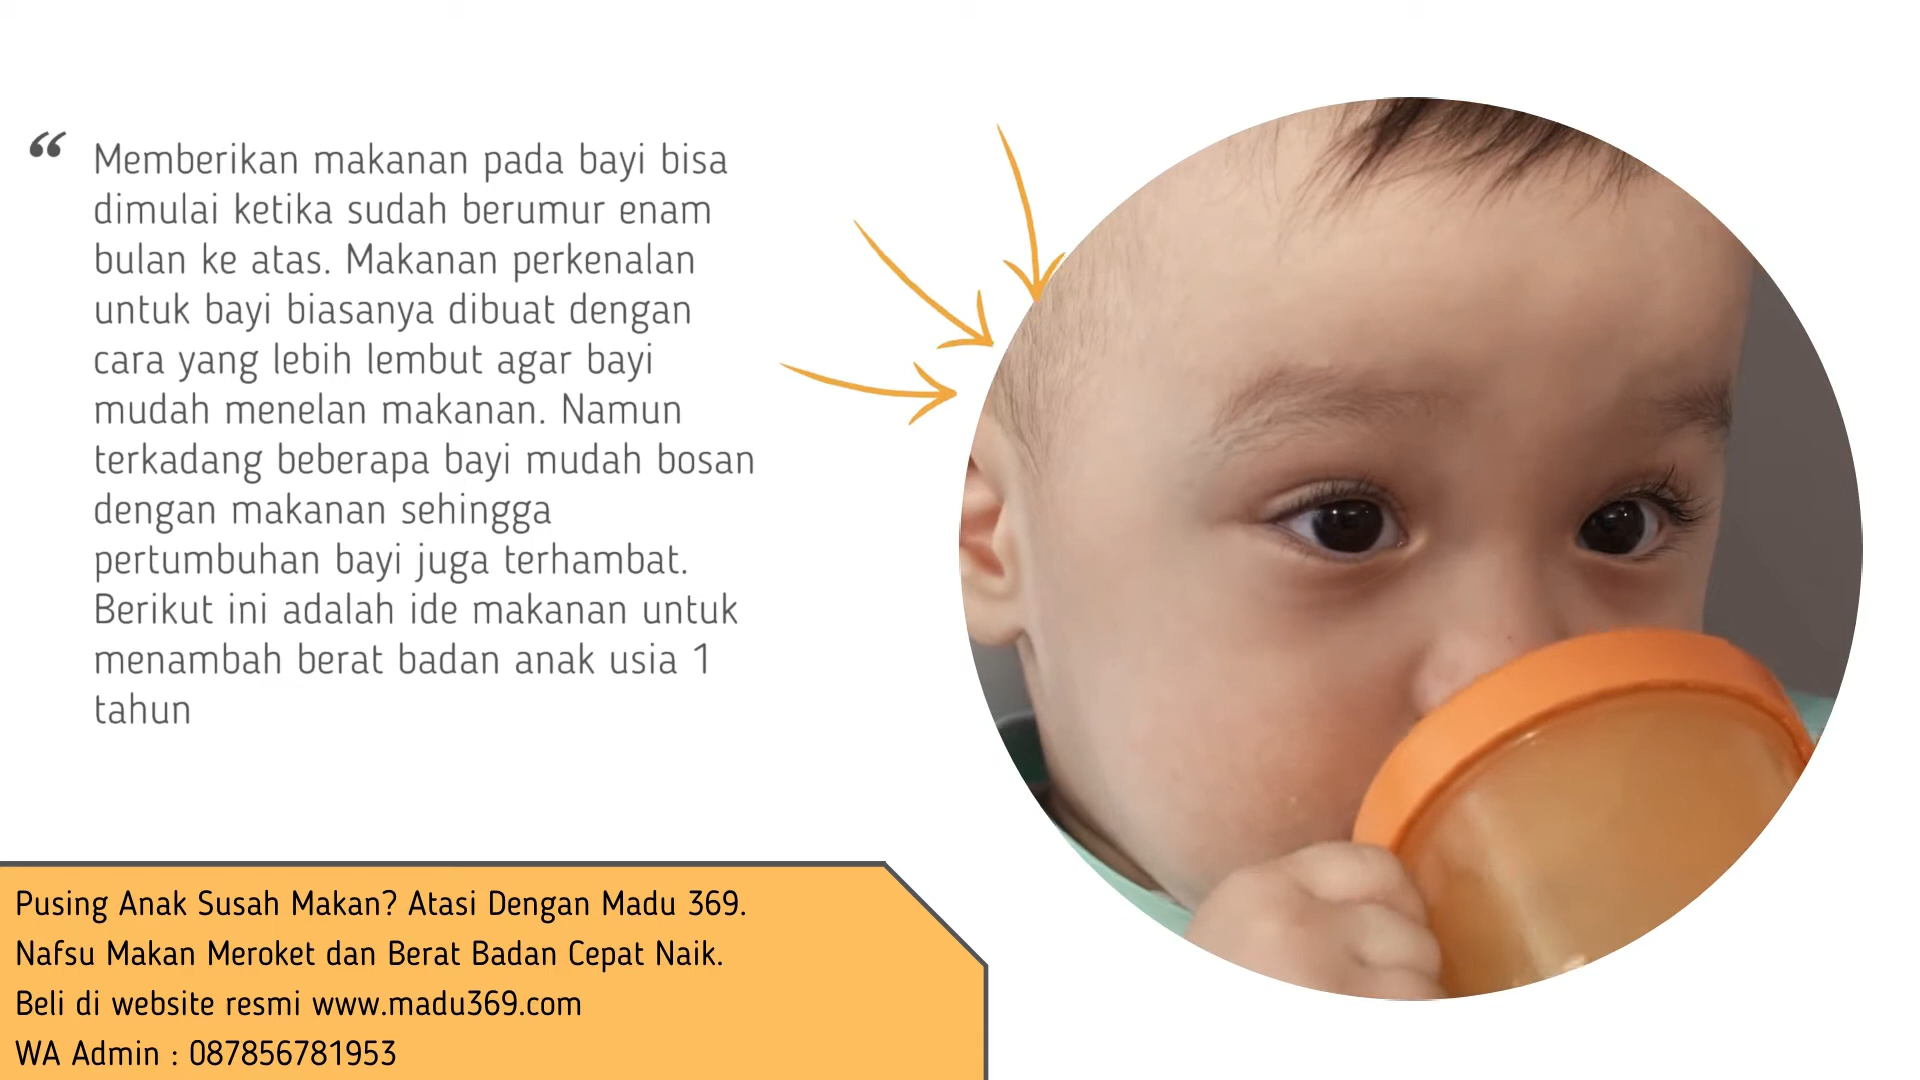 “ Memberikan makanan pada bayi bisa
dimulai ketika sudah berumur enam
bulan ke atas. Makanan perkenalan
untuk bayi biasanya dibuat dengan
cara yang lebih lembut agar bayi
mudah menelan makanan. Namun
terkadang beberapa bayi mudah bosan
dengan makanan sehingga
pertumbuhan bayi juga terhambat.
Berikut ini adalah ide makanan untuk
menambah berat badan anak usia 1
tahun
Pusing Anak Susah Makan? Atasi Dengan Madu 369.
Nafsu Makan Meroket dan Berat Badan Cepat Naik.
Beli di website resmi www.madu369.com
WA Admin : 087856781953